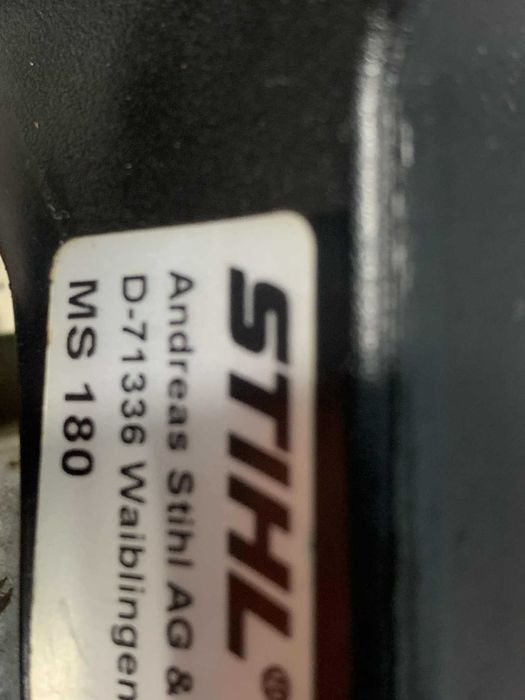 STIHL®
Andreas Stihl AG &
D-71336 Waiblingen
MS 180